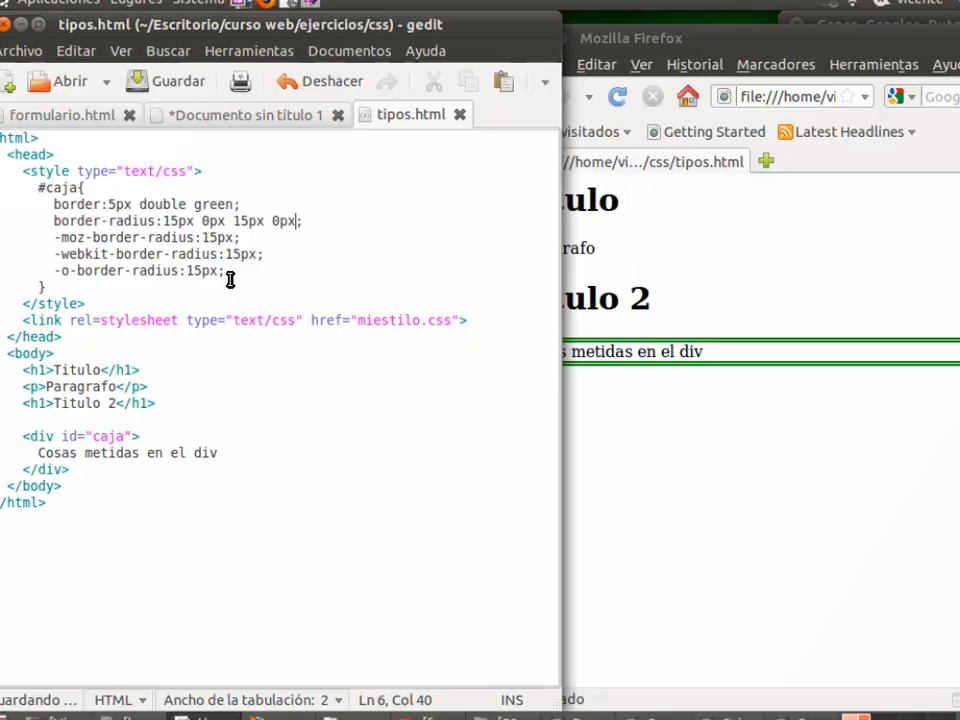 Aplicaciones Lugares Sistema
Vicente
tipos.html (~/Escritorio/curso web/ejercicios/css) - gedit
Archivo Editar Ver Buscar Herramientas Documentos Ayuda
Abrir Guardar Deshacer
formulario.html *Documento sin título 1 tipos.html
html>
<head>
<style type="text/css">
#caja{
border:5px double green;
border-radius:15px 0px 15px 0px;
-moz-border-radius:15px;
-webkit-border-radius:15px;
-o-border-radius:15px;
}
</style>
<link rel=stylesheet type="text/css" href="miestilo.css">
</head>
<body>
<h1>Titulo</h1>
<p>Paragrafo</p>
<h1>Titulo 2</h1>
<div id="caja">
Cosas metidas en el div
</div>
</body>
/html>
uardando ... HTML Ancho de la tabulación: 2 Ln 6, Col 40 INS
Mozilla Firefox
Editar Ver Historial Marcadores Herramientas Ayu
file:///home/vi Goog
visitados Getting Started Latest Headlines
//home/vi.../css/tipos.html
ulo
rafo
ulo 2
s metidas en el div
ado